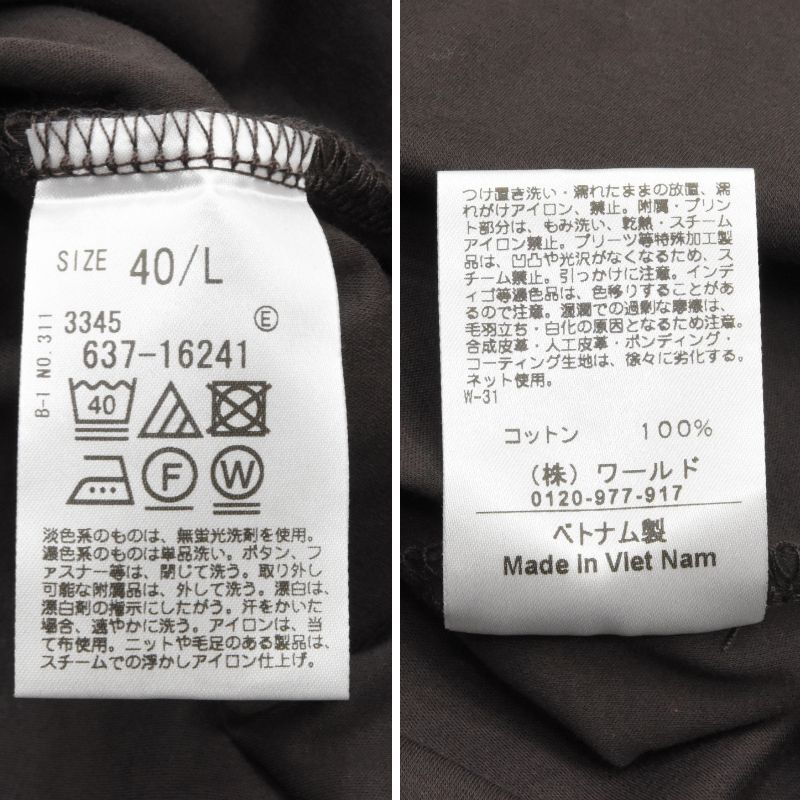 SIZE 40/L
3345 E
637-16241
B-1 NO.311
40
F W
淡色系のものは、無蛍光洗剤を使用。
濃色系のものは単品洗い。ボタン、フ
ァスナー等は、閉じて洗う。取り外し
可能な附属品は、外して洗う。漂白は、
漂白剤の指示にしたがう。汗をかいた
場合、速やかに洗う。アイロンは、当
て布使用。ニットや毛足のある製品は、
スチームでの浮かしアイロン仕上げ。
つけ置き洗い・濡れたままの放置、濡
れがけアイロン、禁止。附属・プリン
ト部分は、もみ洗い、乾熱・スチーム
アイロン禁止。プリーツ等特殊加工製
品は、凹凸や光沢がなくなるため、ス
チーム禁止。引っかけに注意。インデ
ィゴ等濃色品は、色移りすることがあ
るので注意。湿潤での過剰な摩擦は、
毛羽立ち・白化の原因となるため注意。
合成皮革・人工皮革・ボンディング・
コーティング生地は、徐々に劣化する。
ネット使用。
W-31
コットン 100%
(株) ワールド
0120-977-917
ベトナム製
Made in Viet Nam